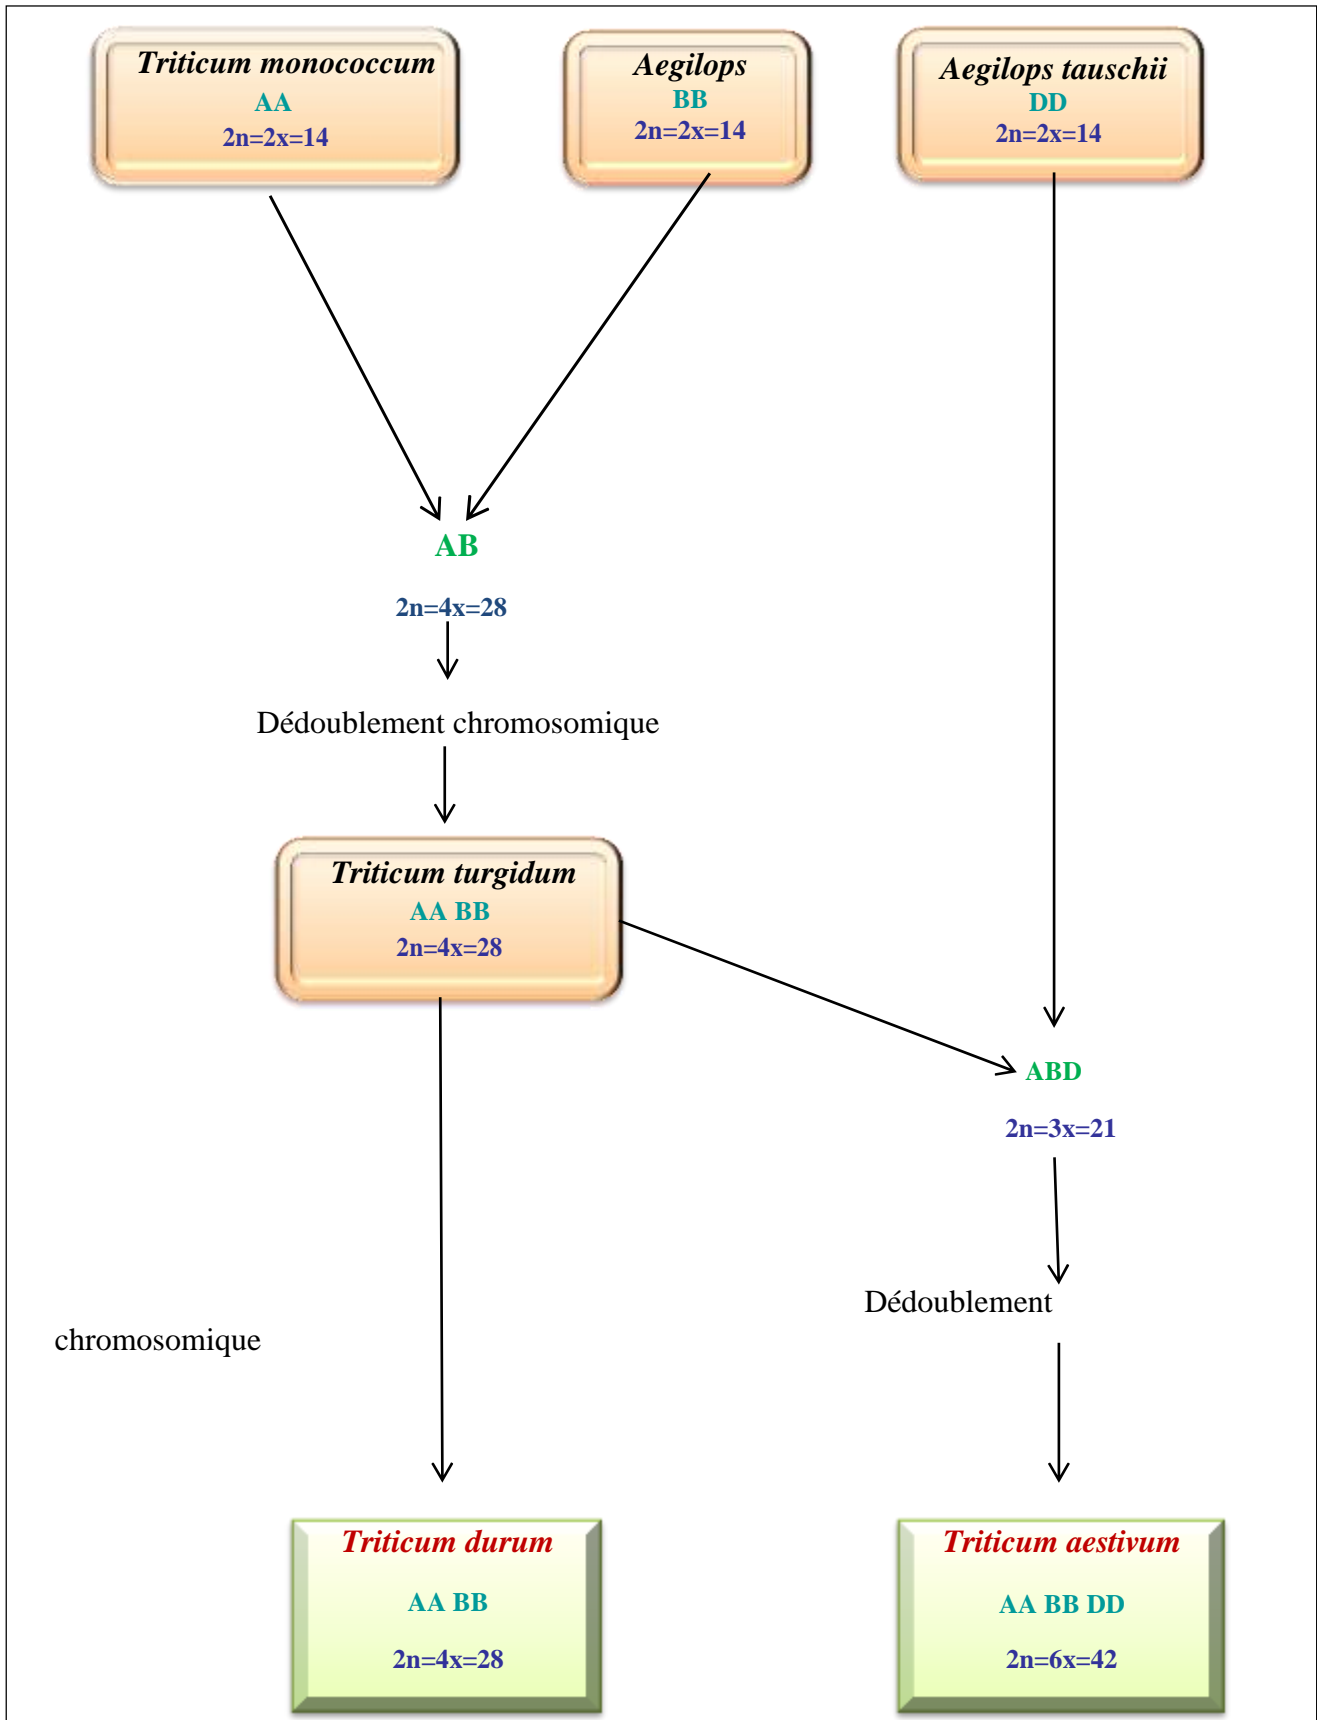 Triticum monococcum
AA
2n=2x=14
Aegilops
BB
2n=2x=14
Aegilops tauschii
DD
2n=2x=14
AB
2n=4x=28
Dédoublement chromosomique
Triticum turgidum
AA BB
2n=4x=28
ABD
2n=3x=21
Dédoublement
chromosomique
Triticum durum
AA BB
2n=4x=28
Triticum aestivum
AA BB DD
2n=6x=42